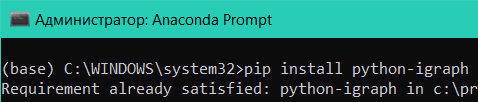 Администратор: Anaconda Prompt
(base) C:\WINDOWS\system32>pip install python-igraph
Requirement already satisfied: python-igraph in c:\pr